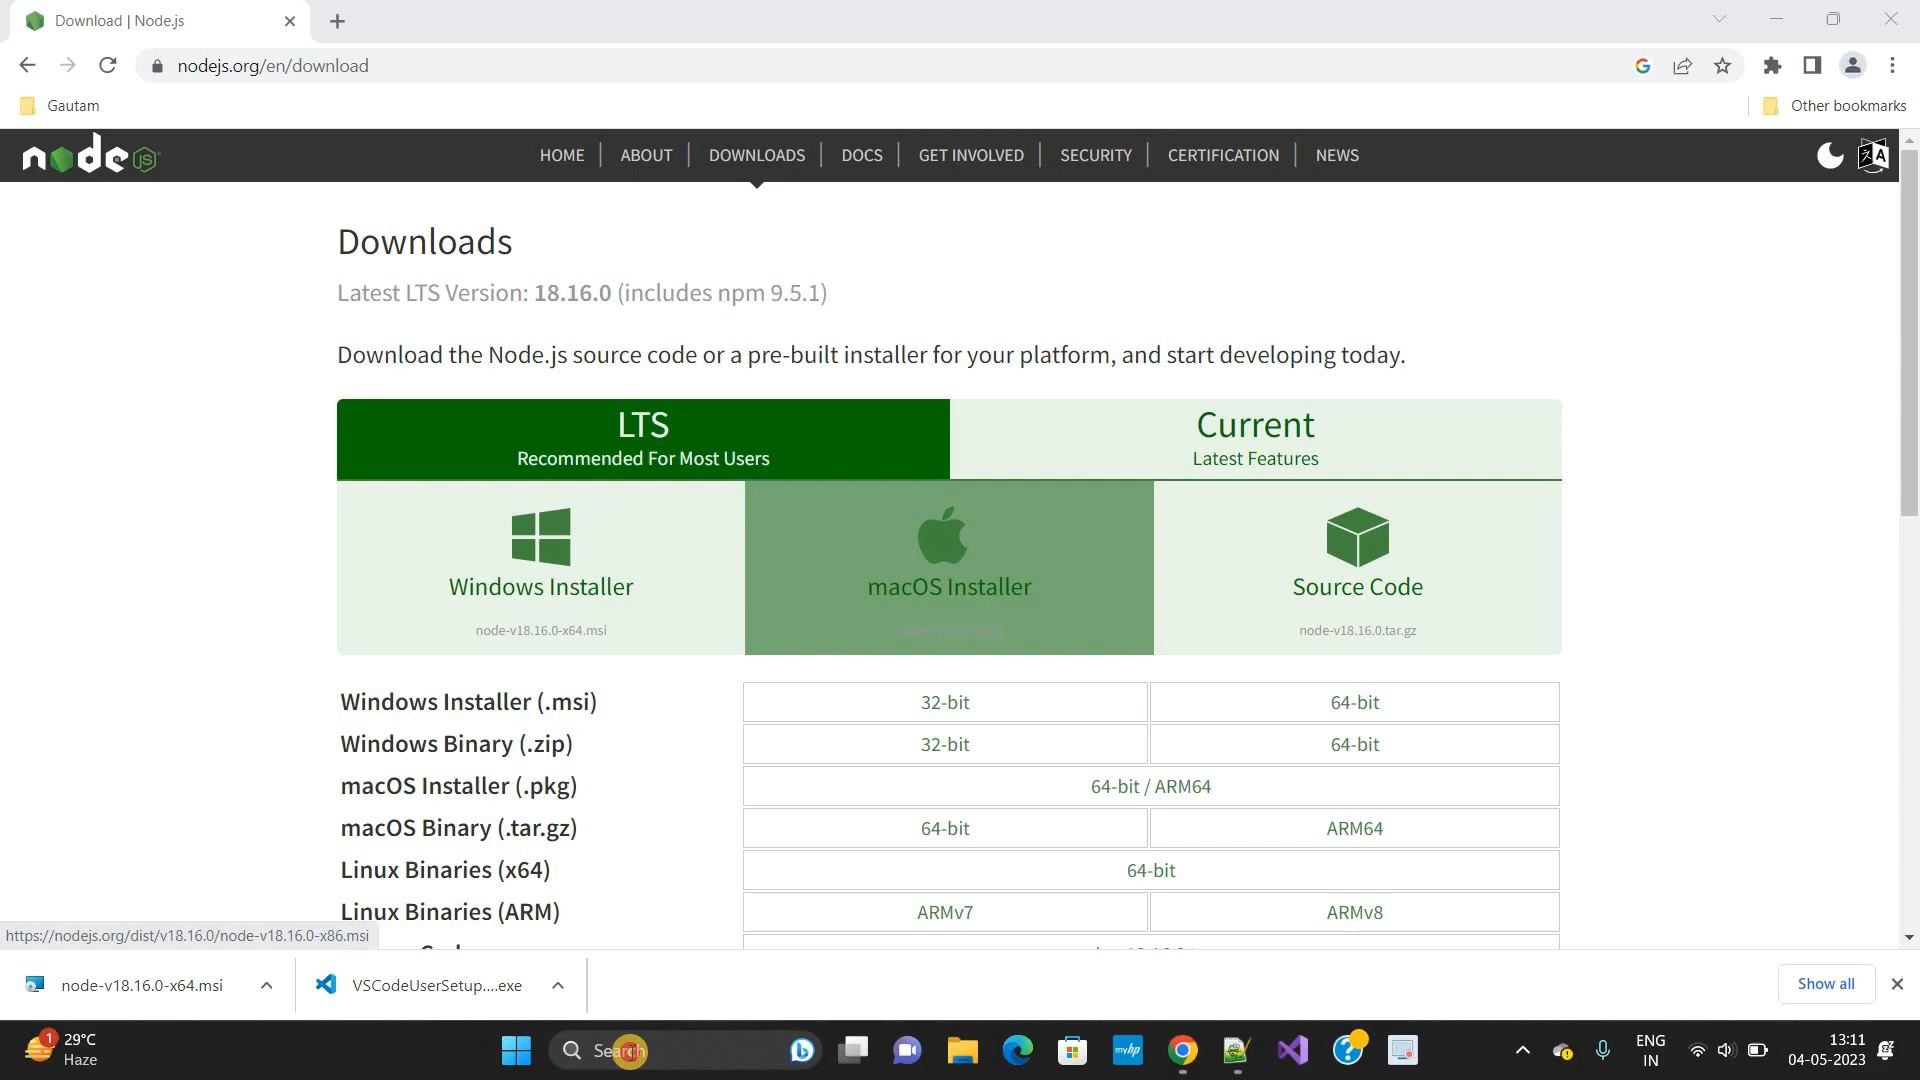 Download | Node.js
nodejs.org/en/download
Gautam
Other bookmarks
node JS
HOME | ABOUT | DOWNLOADS | DOCS | GET INVOLVED | SECURITY | CERTIFICATION | NEWS
Downloads
Latest LTS Version: 18.16.0 (includes npm 9.5.1)
Download the Node.js source code or a pre-built installer for your platform, and start developing today.
LTS
Recommended For Most Users
Current
Latest Features
Windows Installer
node-v18.16.0-x64.msi
macOS Installer
Source Code
node-v18.16.0.tar.gz
Windows Installer (.msi) 32-bit 64-bit
Windows Binary (.zip) 32-bit 64-bit
macOS Installer (.pkg) 64-bit / ARM64
macOS Binary (.tar.gz) 64-bit ARM64
Linux Binaries (x64) 64-bit
Linux Binaries (ARM) ARMv7 ARMv8
https://nodejs.org/dist/v18.16.0/node-v18.16.0-x86.msi
node-v18.16.0-x64.msi
VSCodeUserSetup....exe
Show all
1
29°C
Haze
Search
myhp
ENG
IN
13:11
04-05-2023